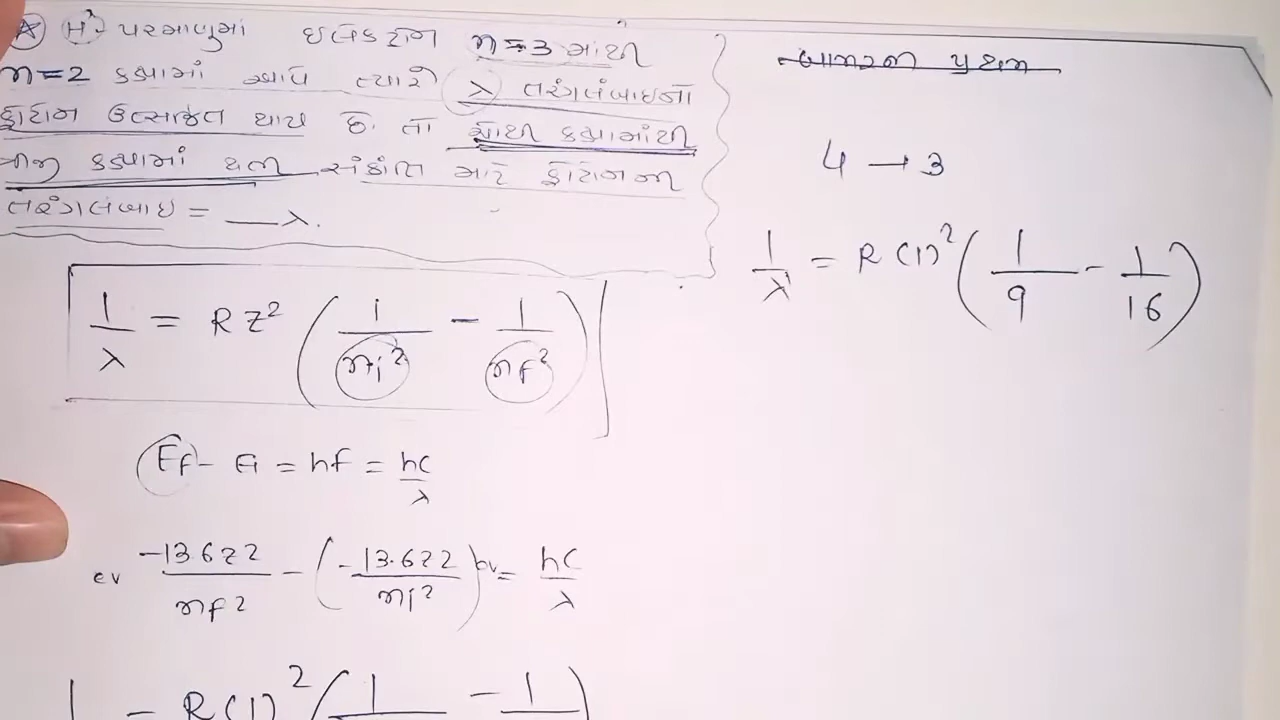 H પરમાણુમાં ઇલેક્ટ્રોન n=3 માંથી
n=2 કક્ષામાં આવે ત્યારે λ તરંગલંબાઇના
ફોટોન ઉત્સર્જીત થાય છે. તો ચોથી કક્ષામાંથી
ત્રીજી કક્ષામાં થતી સંક્રાંતિ માટે ફોટોનની
તરંગલંબાઇ = ___ λ.
1/λ = RZ² (1/ni² - 1/nf²)
Ef - Ei = hf = hc/λ
ev -13.6z2/nf2 - (-13.6z2/ni2) ev = hc/λ
1 = R(1)² (1 - 1)
4 → 3
1/λ' = R(1)² (1/9 - 1/16)